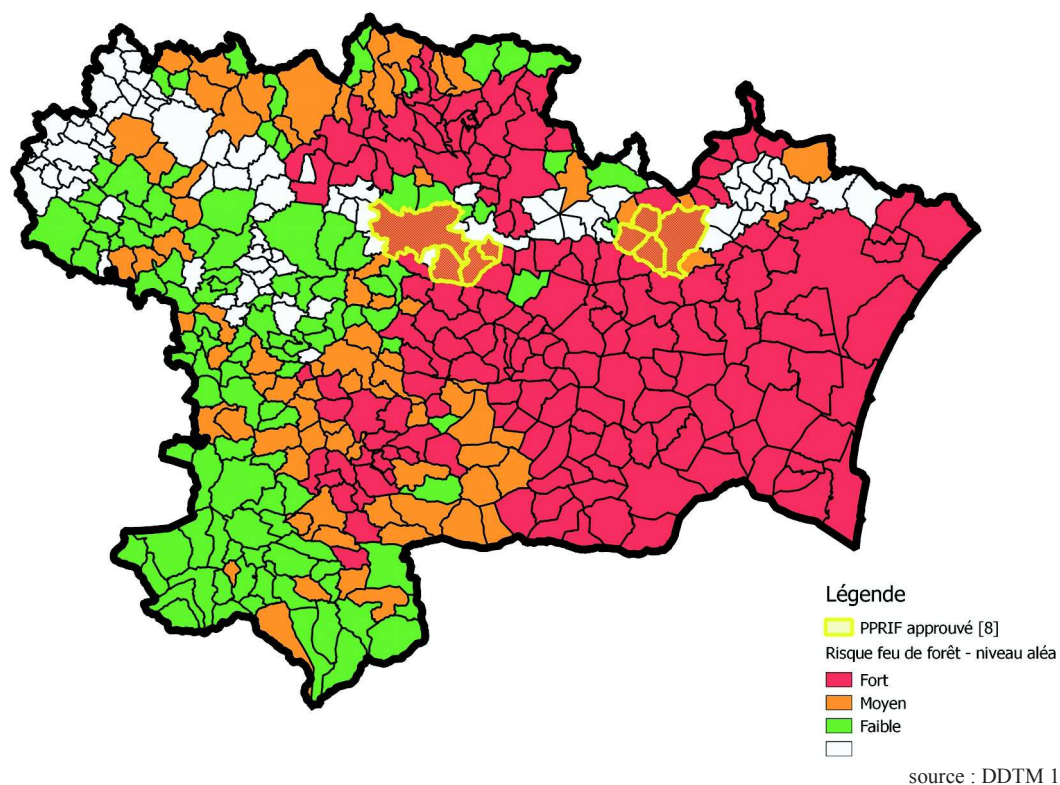 Légende
PPRIF approuvé [8]
Risque feu de forêt - niveau aléa
Fort
Moyen
Faible
source : DDTM 1